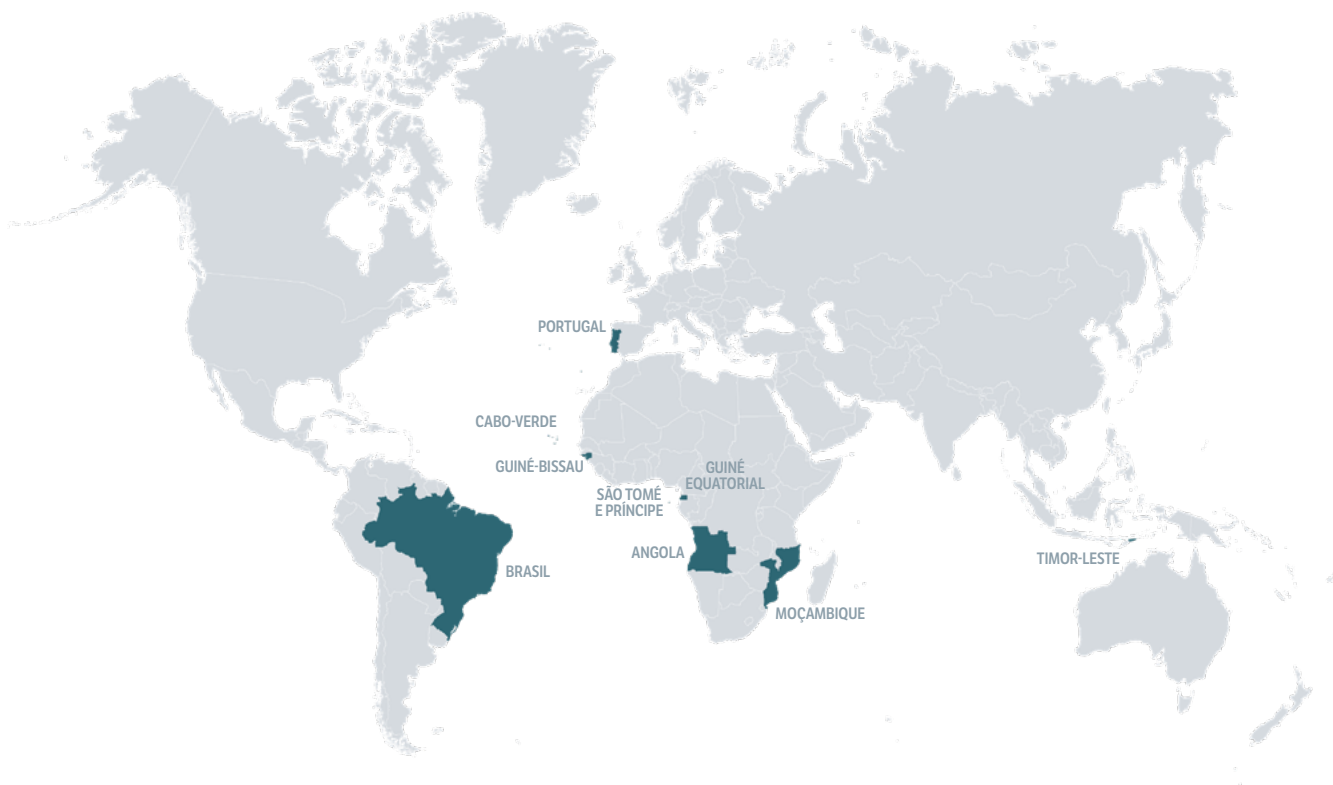 PORTUGAL
CABO-VERDE
GUINÉ-BISSAU
GUINÉ
EQUATORIAL
SÃO TOMÉ
E PRÍNCIPE
ANGOLA
BRASIL
MOÇAMBIQUE
TIMOR-LESTE